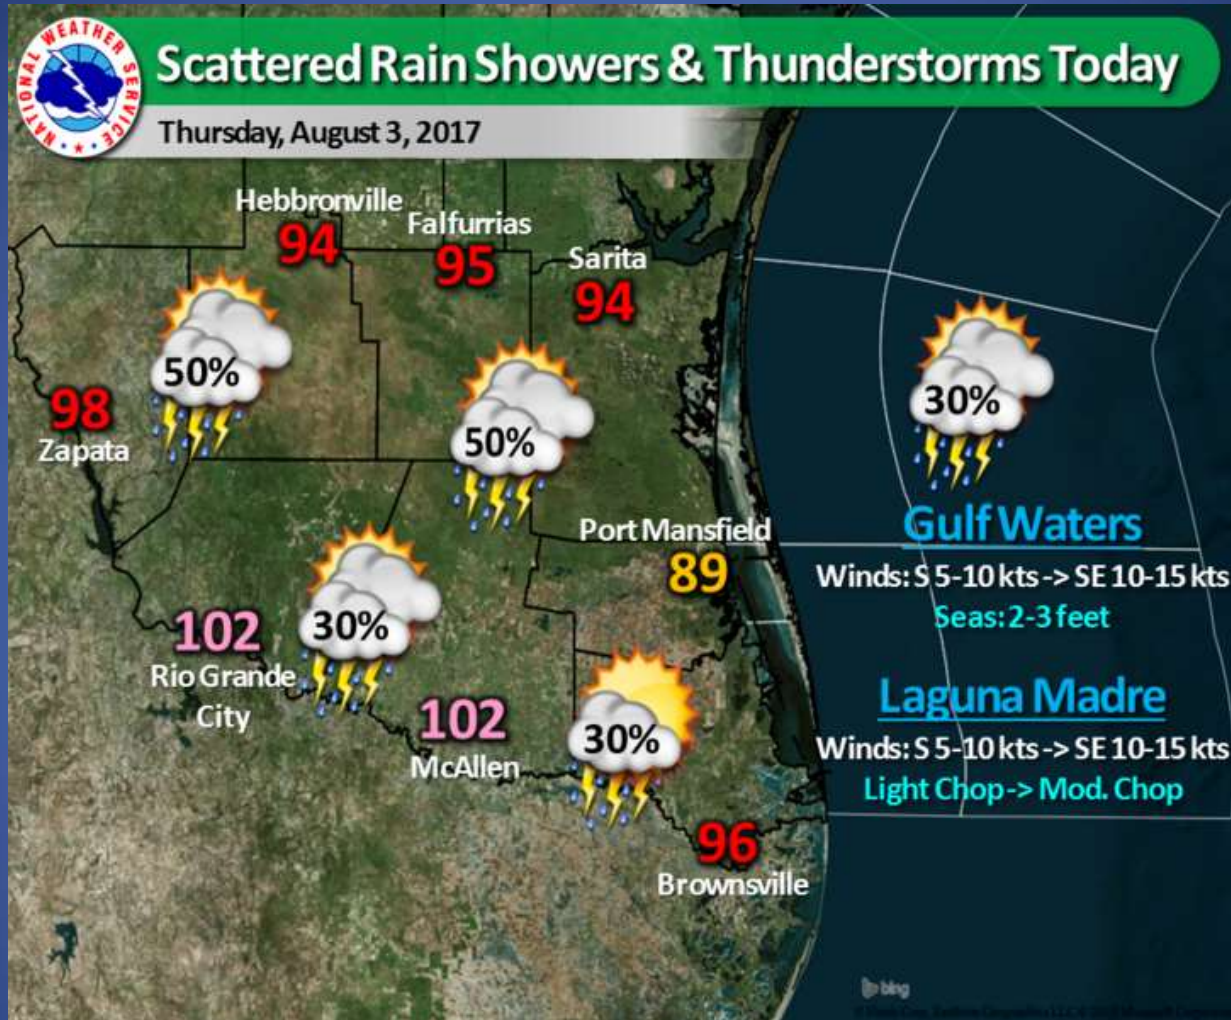 NATIONAL WEATHER SERVICE
Scattered Rain Showers & Thunderstorms Today
Thursday, August 3, 2017
Hebbronville
94
Falfurrias
95
Sarita
94
50%
98
Zapata
50%
30%
Port Mansfield
89
Gulf Waters
Winds: S 5-10 kts -> SE 10-15 kts
Seas: 2-3 feet
102
Rio Grande
City
30%
102
McAllen
30%
Laguna Madre
Winds: S 5-10 kts -> SE 10-15 kts
Light Chop -> Mod. Chop
96
Brownsville
bing